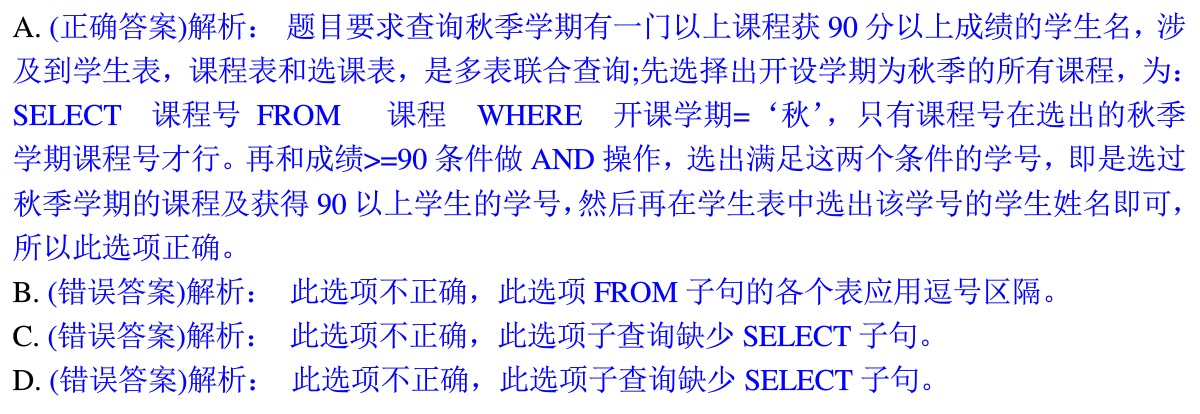 A. (正确答案)解析： 题目要求查询秋季学期有一门以上课程获 90 分以上成绩的学生名，涉
及到学生表，课程表和选课表，是多表联合查询;先选择出开设学期为秋季的所有课程，为：
SELECT 课程号 FROM 课程 WHERE 开课学期=‘秋’，只有课程号在选出的秋季
学期课程号才行。再和成绩>=90 条件做 AND 操作，选出满足这两个条件的学号，即是选过
秋季学期的课程及获得 90 以上学生的学号，然后再在学生表中选出该学号的学生姓名即可，
所以此选项正确。
B. (错误答案)解析： 此选项不正确，此选项 FROM 子句的各个表应用逗号区隔。
C. (错误答案)解析： 此选项不正确，此选项子查询缺少 SELECT 子句。
D. (错误答案)解析： 此选项不正确，此选项子查询缺少 SELECT 子句。